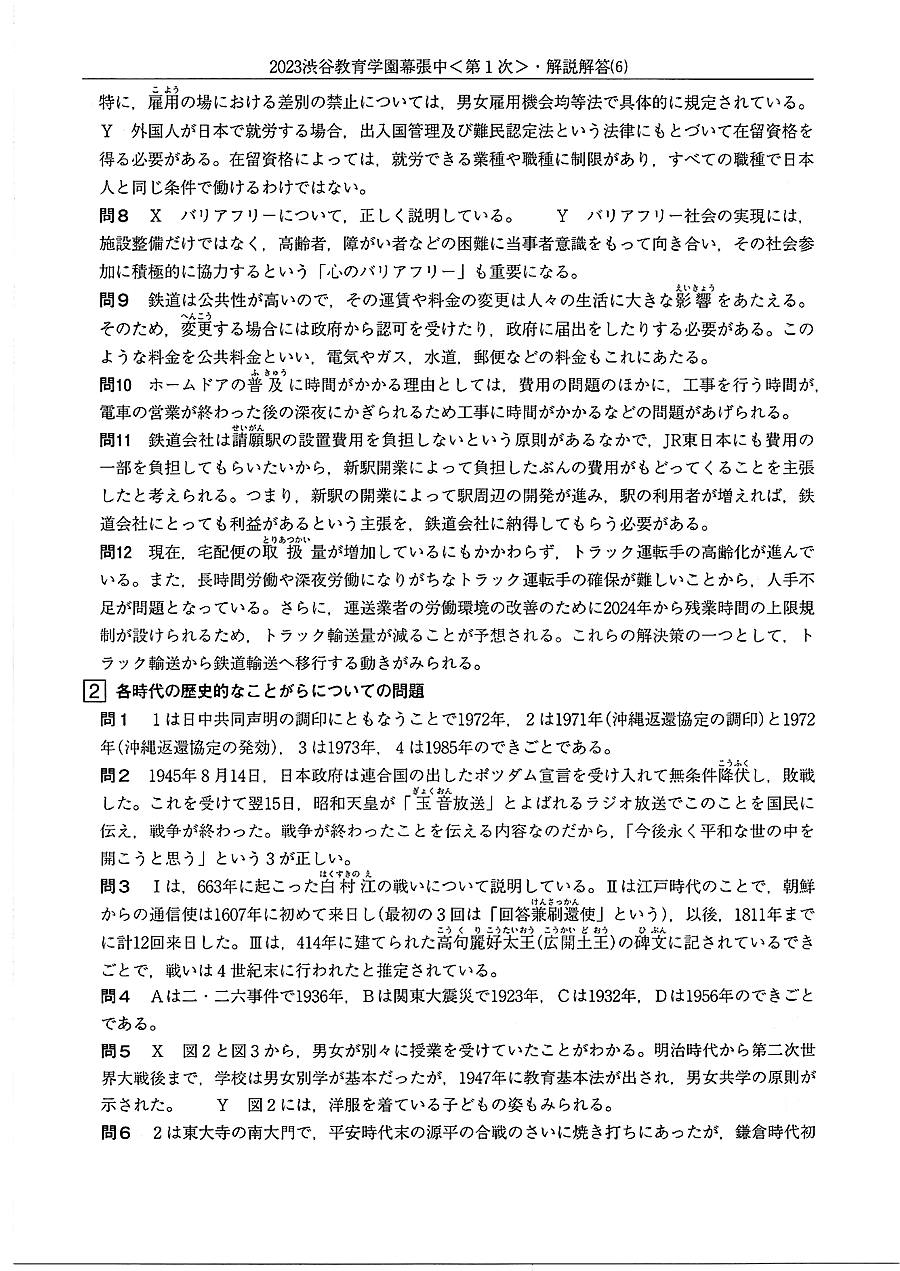 2023渋谷教育学園幕張中＜第１次＞・解説解答(6)
特に，雇用の場における差別の禁止については，男女雇用機会均等法で具体的に規定されている。
Ｙ　外国人が日本で就労する場合，出入国管理及び難民認定法という法律にもとづいて在留資格を
得る必要がある。在留資格によっては，就労できる業種や職種に制限があり，すべての職種で日本
人と同じ条件で働けるわけではない。
問8　Ｘ　バリアフリーについて，正しく説明している。　　Ｙ　バリアフリー社会の実現には，
施設整備だけではなく，高齢者，障がい者などの困難に当事者意識をもって向き合い，その社会参
加に積極的に協力するという「心のバリアフリー」も重要になる。
問9　鉄道は公共性が高いので，その運賃や料金の変更は人々の生活に大きな影響をあたえる。
そのため，変更する場合には政府から認可を受けたり，政府に届出をしたりする必要がある。この
ような料金を公共料金といい，電気やガス，水道，郵便などの料金もこれにあたる。
問10　ホームドアの普及に時間がかかる理由としては，費用の問題のほかに，工事を行う時間が，
電車の営業が終わった後の深夜にかぎられるため工事に時間がかかるなどの問題があげられる。
問11　鉄道会社は請願駅の設置費用を負担しないという原則があるなかで，JR東日本にも費用の
一部を負担してもらいたいから，新駅開業によって負担したぶんの費用がもどってくることを主張
したと考えられる。つまり，新駅の開業によって駅周辺の開発が進み，駅の利用者が増えれば，鉄
道会社にとっても利益があるという主張を，鉄道会社に納得してもらう必要がある。
問12　現在，宅配便の取扱量が増加しているにもかかわらず，トラック運転手の高齢化が進んで
いる。また，長時間労働や深夜労働になりがちなトラック運転手の確保が難しいことから，人手不
足が問題となっている。さらに，運送業者の労働環境の改善のために2024年から残業時間の上限規
制が設けられるため，トラック輸送量が減ることが予想される。これらの解決策の一つとして，ト
ラック輸送から鉄道輸送へ移行する動きがみられる。
2　各時代の歴史的なことがらについての問題
問1　１は日中共同声明の調印にともなうことで1972年，２は1971年(沖縄返還協定の調印)と1972
年(沖縄返還協定の発効)，３は1973年，４は1985年のできごとである。
問2　1945年８月14日，日本政府は連合国の出したポツダム宣言を受け入れて無条件降伏し，敗戦
した。これを受けて翌15日，昭和天皇が「玉音放送」とよばれるラジオ放送でこのことを国民に
伝え，戦争が終わった。戦争が終わったことを伝える内容なのだから，「今後永く平和な世の中を
開こうと思う」という３が正しい。
問3　Ⅰは，663年に起こった白村江の戦いについて説明している。Ⅱは江戸時代のことで，朝鮮
からの通信使は1607年に初めて来日し(最初の３回は「回答兼刷還使」という)，以後，1811年まで
に計12回来日した。Ⅲは，414年に建てられた高句麗好太王(広開土王)の碑文に記されているでき
ごとで，戦いは４世紀末に行われたと推定されている。
問4　Ａは二・二六事件で1936年，Ｂは関東大震災で1923年，Ｃは1932年，Ｄは1956年のできごと
である。
問5　Ｘ　図２と図３から，男女が別々に授業を受けていたことがわかる。明治時代から第二次世
界大戦後まで，学校は男女別学が基本だったが，1947年に教育基本法が出され，男女共学の原則が
示された。　　Ｙ　図２には，洋服を着ている子どもの姿もみられる。
問6　２は東大寺の南大門で，平安時代末の源平の合戦のさいに焼き打ちにあったが，鎌倉時代初